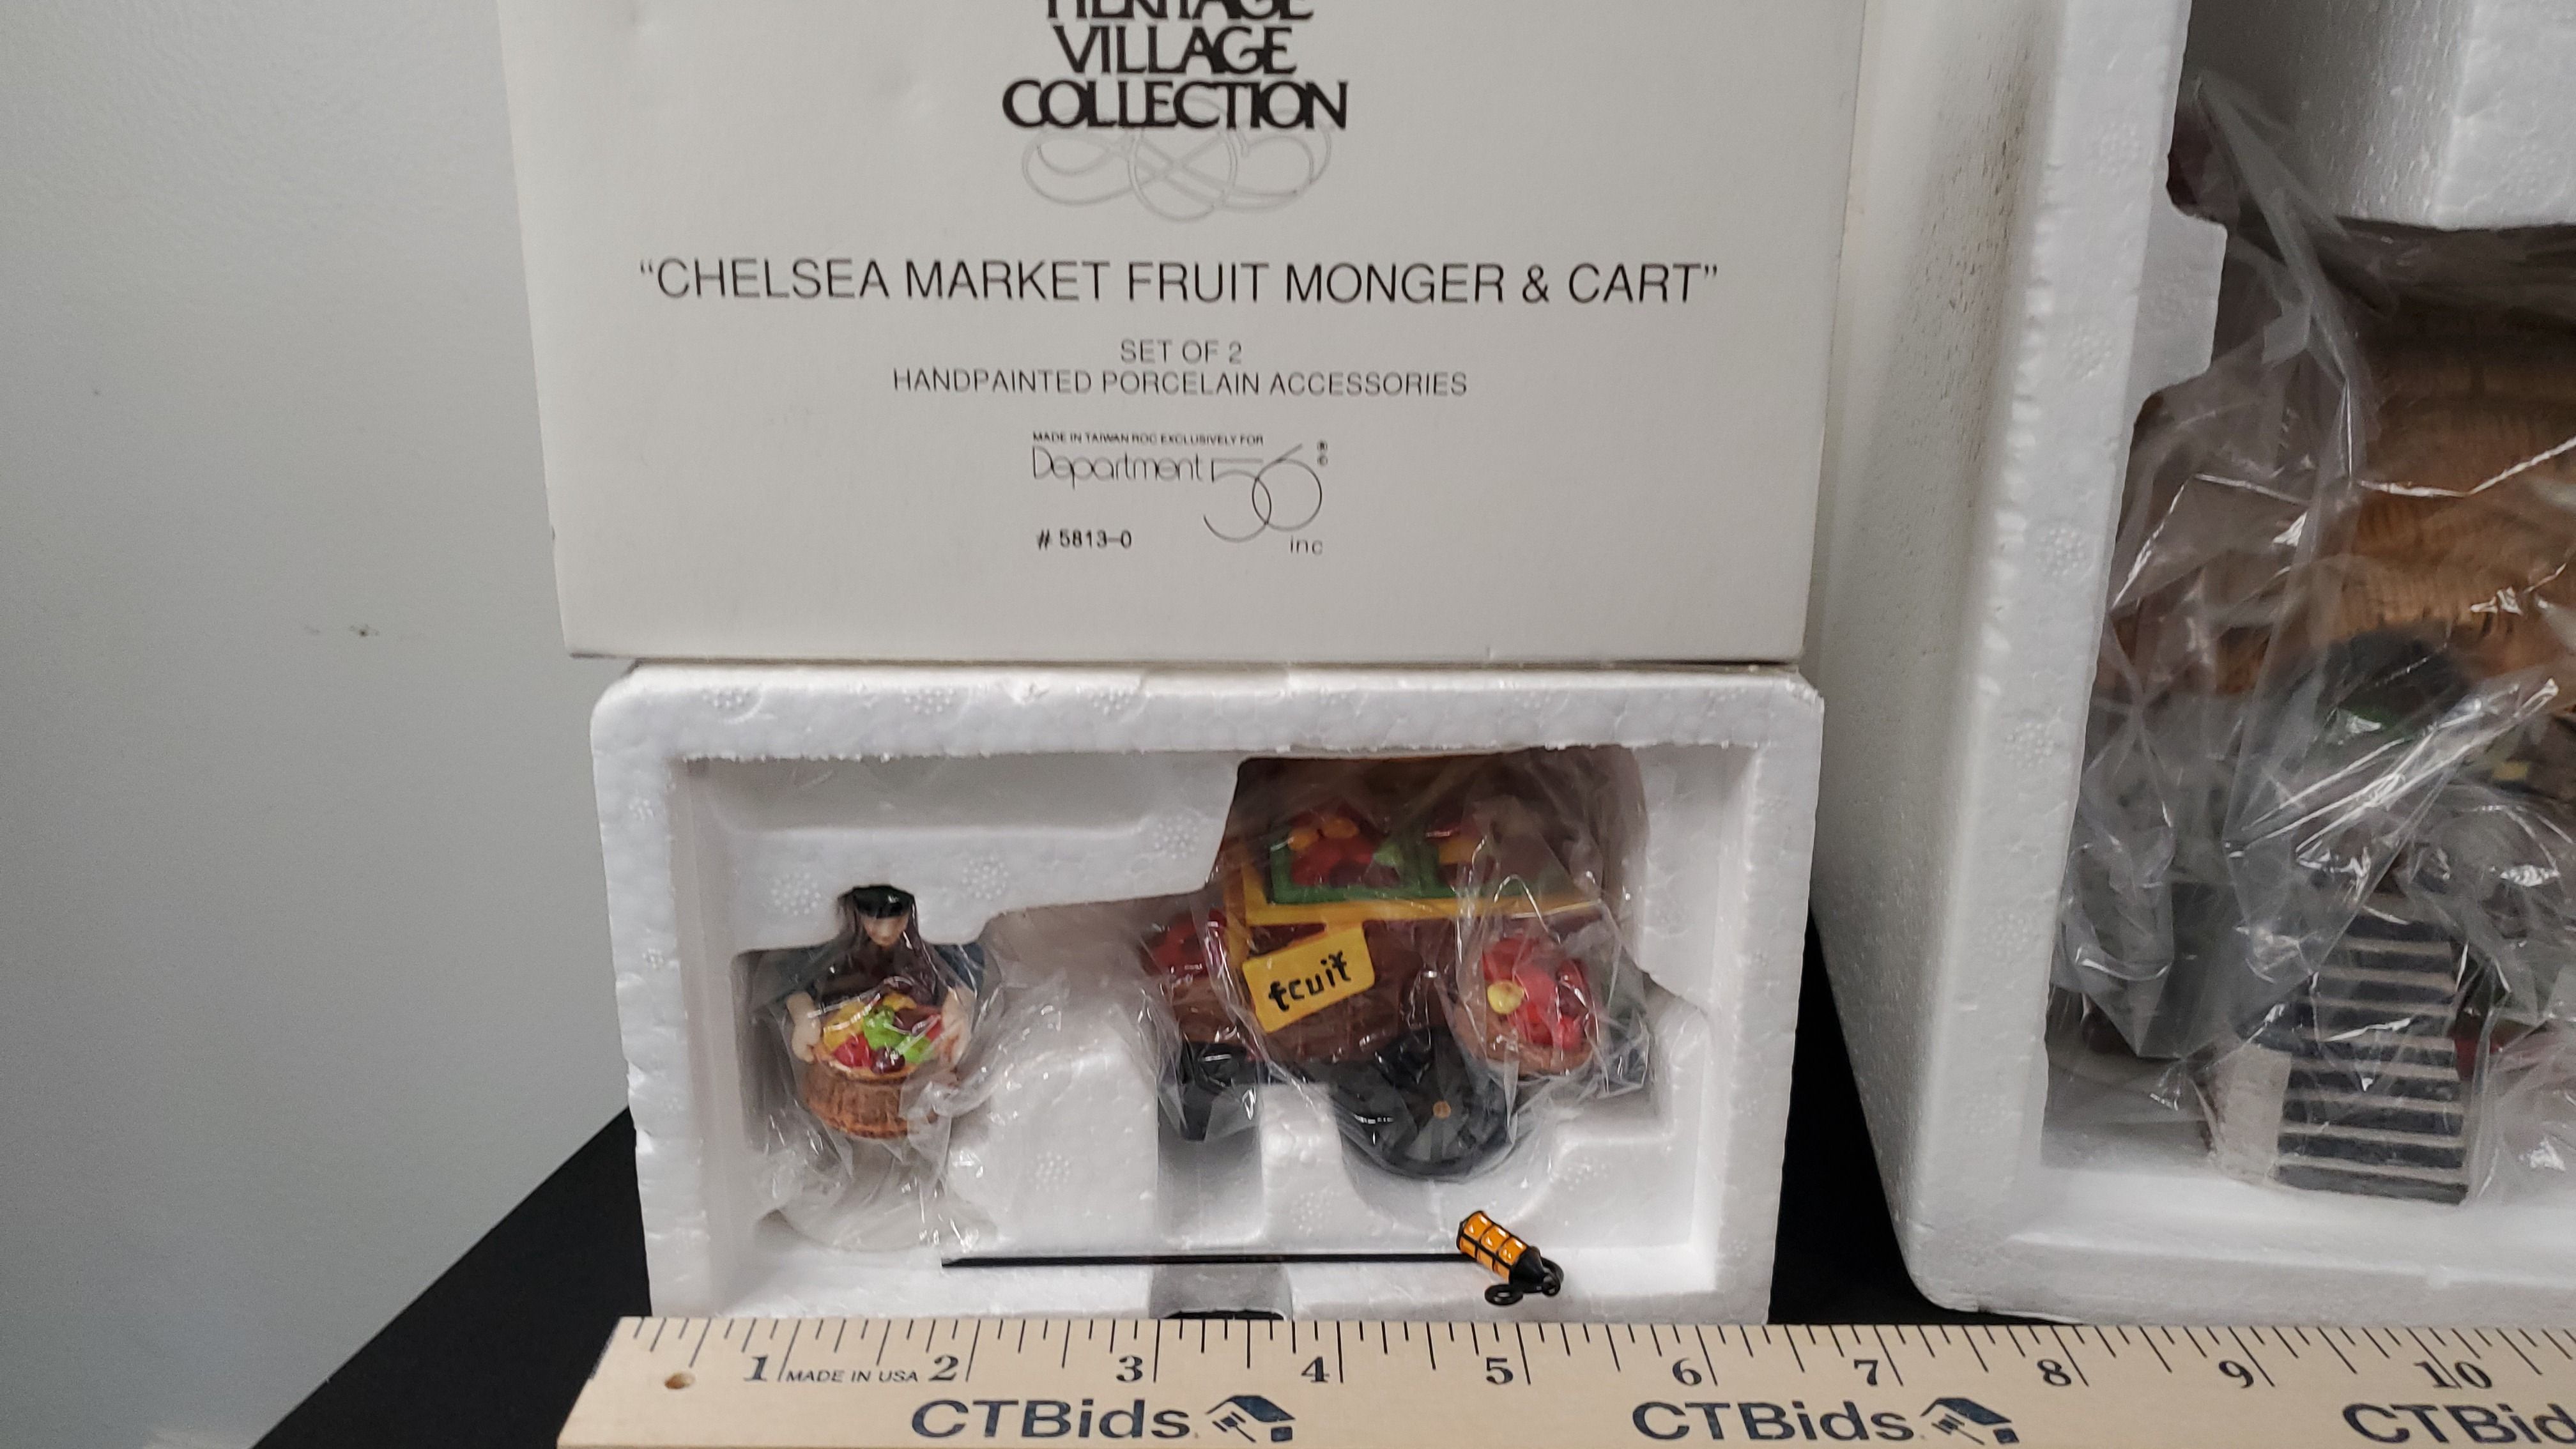 HERITAGE
VILLAGE
COLLECTION
“CHELSEA MARKET FRUIT MONGER & CART”
SET OF 2
HANDPAINTED PORCELAIN ACCESSORIES
MADE IN TAIWAN ROC EXCLUSIVELY FOR
Department 56 ® ©
# 5813-0 inc
fruit
1 MADE IN USA 2 3 4 5 6 7 8 9 10
CTBids CTBids CTBids